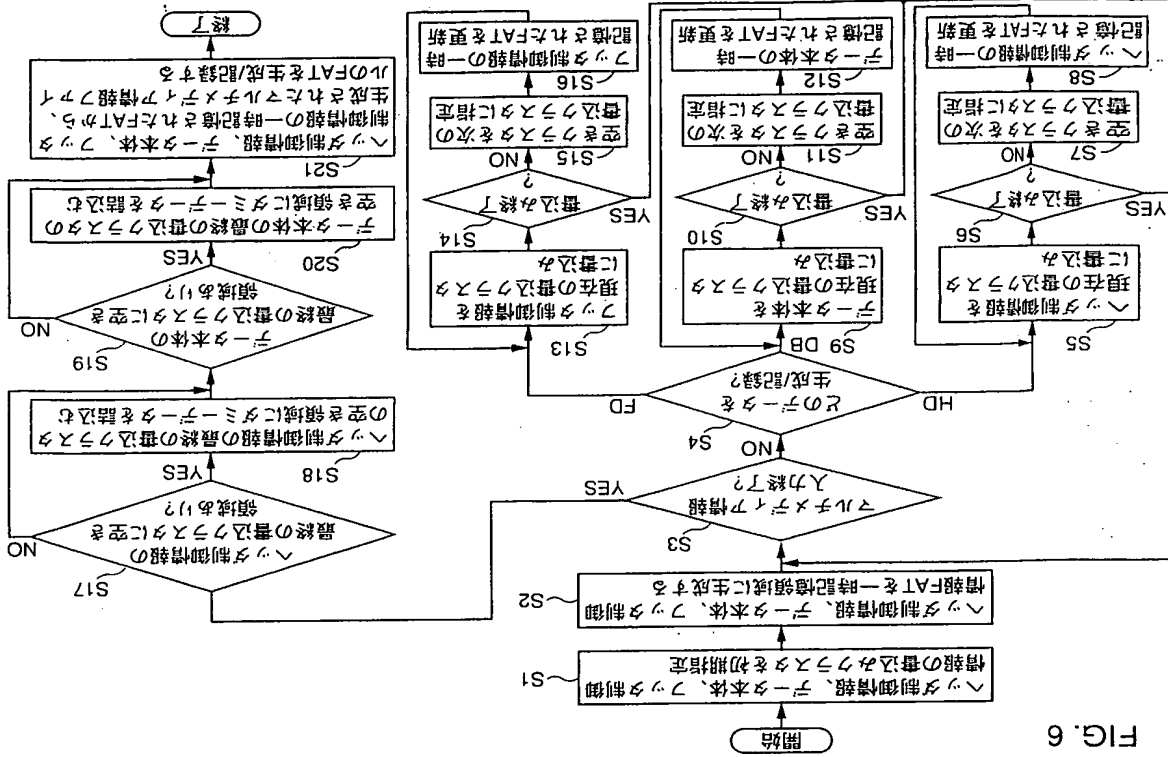 FIG. 6
開始
ヘッダ制御情報、データ本体、フッタ制御
情報の書込みクラスタを初期指定
S1
ヘッダ制御情報、データ本体、フッタ制御
情報FATを一時記憶領域に生成する
S2
マルチメディア情報
入力終了?
S3
YES
NO
どのデータを
生成/記録?
S4
HD
FD
ヘッダ制御情報を
現在の書込クラスタ
に書込み
S5
書込み終了
?
S6
YES
NO
空きクラスタを次の
書込クラスタに指定
S7
ヘッダ制御情報の一時
記憶されたFATを更新
S8
データ本体を
現在の書込クラスタ
に書込み
S9 DB
書込み終了
?
S10
YES
NO
空きクラスタを次の
書込クラスタに指定
S11
データ本体の一時
記憶されたFATを更新
S12
フッタ制御情報を
現在の書込クラスタ
に書込み
S13
書込み終了
?
S14
YES
NO
空きクラスタを次の
書込クラスタに指定
S15
フッタ制御情報の一時
記憶されたFATを更新
S16
ヘッダ制御情報の
最終の書込クラスタに空き
領域あり?
S17
NO
YES
ヘッダ制御情報の最終の書込クラスタ
の空き領域にダミーデータを詰込む
S18
データ本体の
最終の書込クラスタに空き
領域あり?
S19
NO
YES
データ本体の最終の書込クラスタの
空き領域にダミーデータを詰込む
S20
ヘッダ制御情報、データ本体、フッタ
制御情報の一時記憶されたFATから、
生成されたマルチメディア情報ファイ
ルのFATを生成/記録する
S21
終了